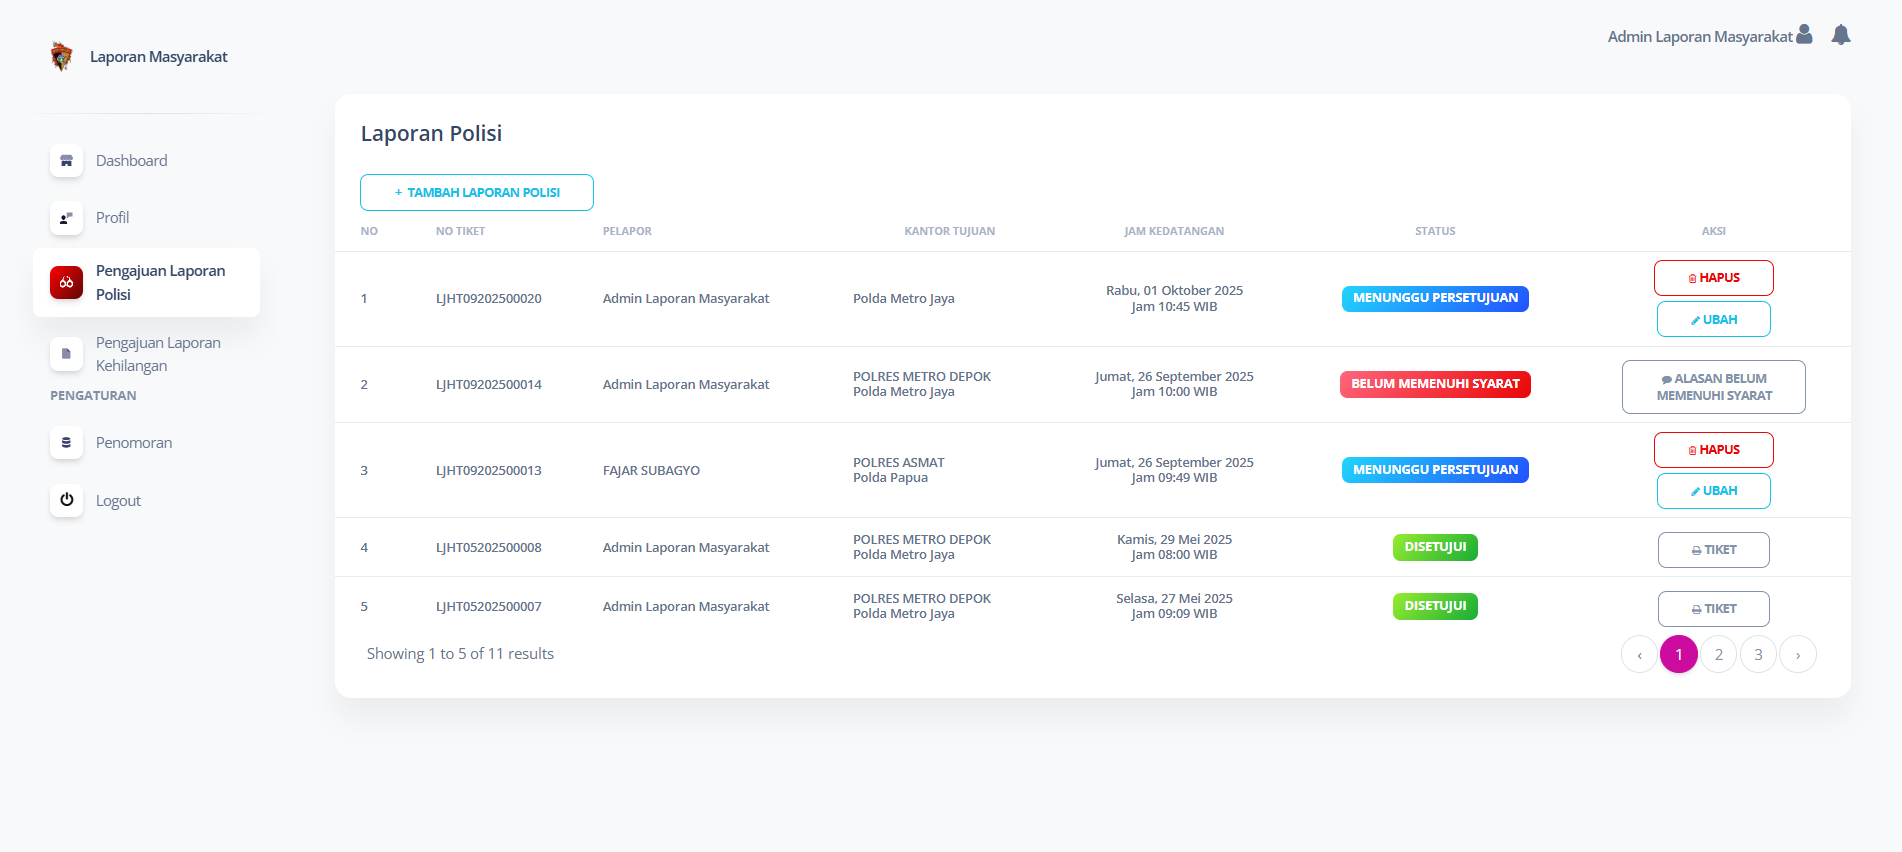 Laporan Masyarakat
Admin Laporan Masyarakat
Dashboard
Profil
Pengajuan Laporan
Polisi
Pengajuan Laporan
Kehilangan
PENGATURAN
Penomoran
Logout
Laporan Polisi
+ TAMBAH LAPORAN POLISI
NO NO TIKET PELAPOR KANTOR TUJUAN JAM KEDATANGAN STATUS AKSI
1 LJHT09202500020 Admin Laporan Masyarakat Polda Metro Jaya Rabu, 01 Oktober 2025
Jam 10:45 WIB
MENUNGGU PERSETUJUAN
HAPUS
UBAH
2 LJHT09202500014 Admin Laporan Masyarakat POLRES METRO DEPOK
Polda Metro Jaya
Jumat, 26 September 2025
Jam 10:00 WIB
BELUM MEMENUHI SYARAT
ALASAN BELUM
MEMENUHI SYARAT
3 LJHT09202500013 FAJAR SUBAGYO POLRES ASMAT
Polda Papua
Jumat, 26 September 2025
Jam 09:49 WIB
MENUNGGU PERSETUJUAN
HAPUS
UBAH
4 LJHT05202500008 Admin Laporan Masyarakat POLRES METRO DEPOK
Polda Metro Jaya
Kamis, 29 Mei 2025
Jam 08:00 WIB
DISETUJUI
TIKET
5 LJHT05202500007 Admin Laporan Masyarakat POLRES METRO DEPOK
Polda Metro Jaya
Selasa, 27 Mei 2025
Jam 09:09 WIB
DISETUJUI
TIKET
Showing 1 to 5 of 11 results
‹ 1 2 3 ›